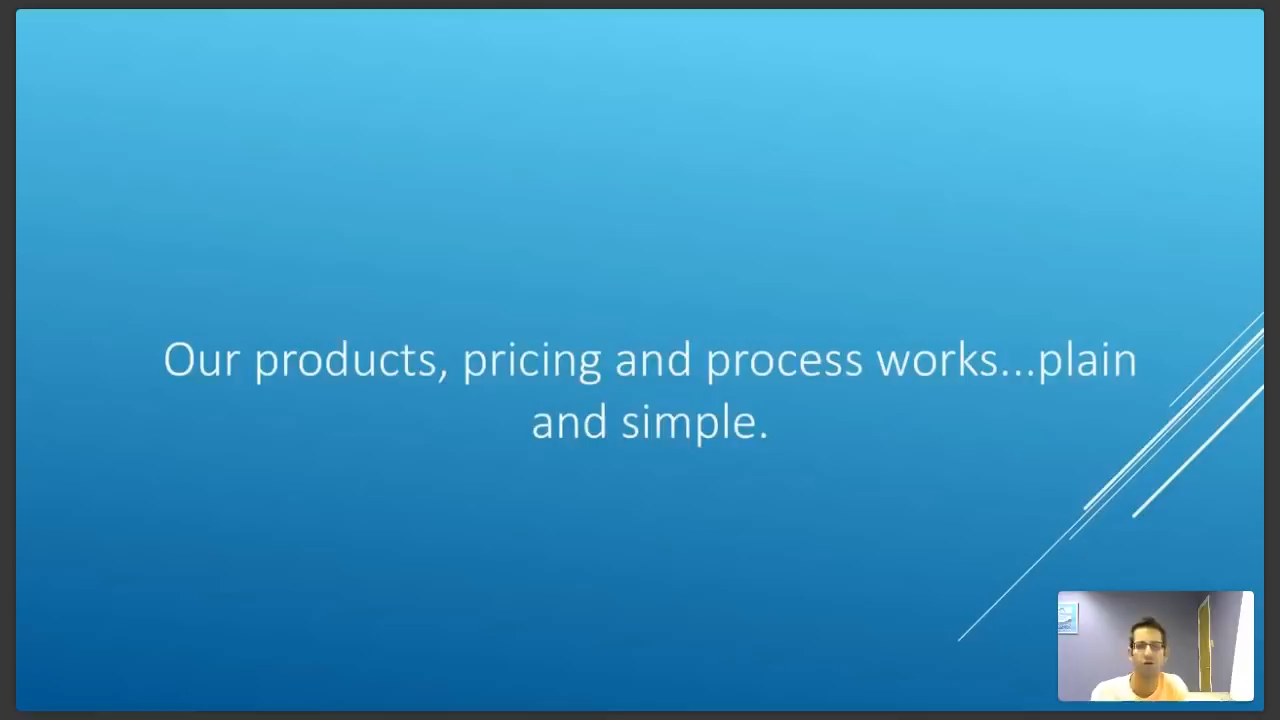 Our products, pricing and process works...plain
and simple.